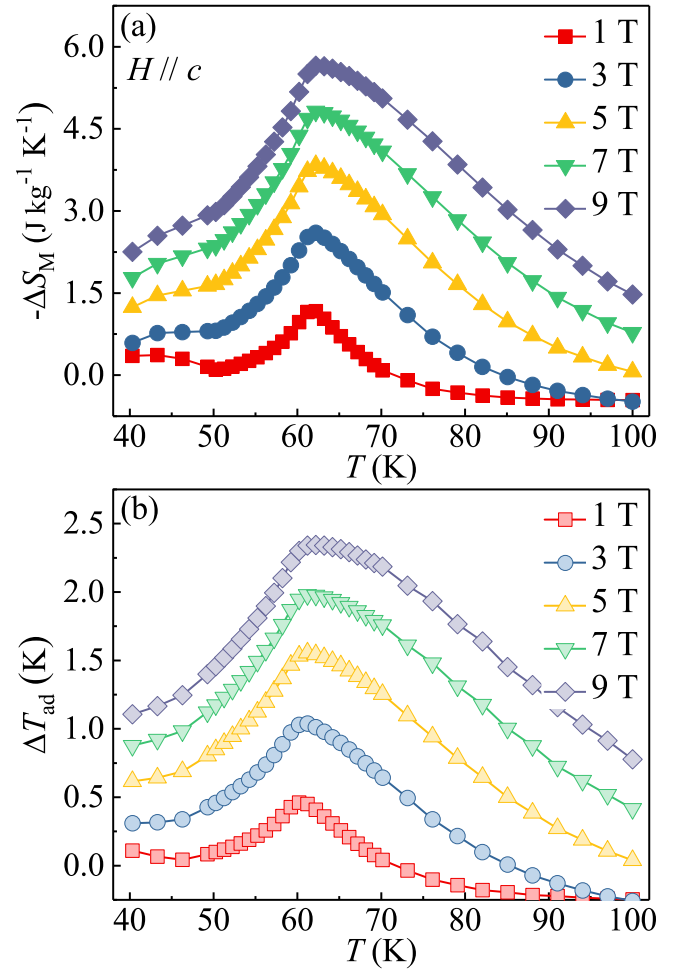 (a)
H // c
1 T
3 T
5 T
7 T
9 T
6.0
4.5
3.0
1.5
0.0
-ΔS_M (J kg⁻¹ K⁻¹)
40 50 60 70 80 90 100
T (K)
(b)
1 T
3 T
5 T
7 T
9 T
2.5
2.0
1.5
1.0
0.5
0.0
ΔT_ad (K)
40 50 60 70 80 90 100
T (K)